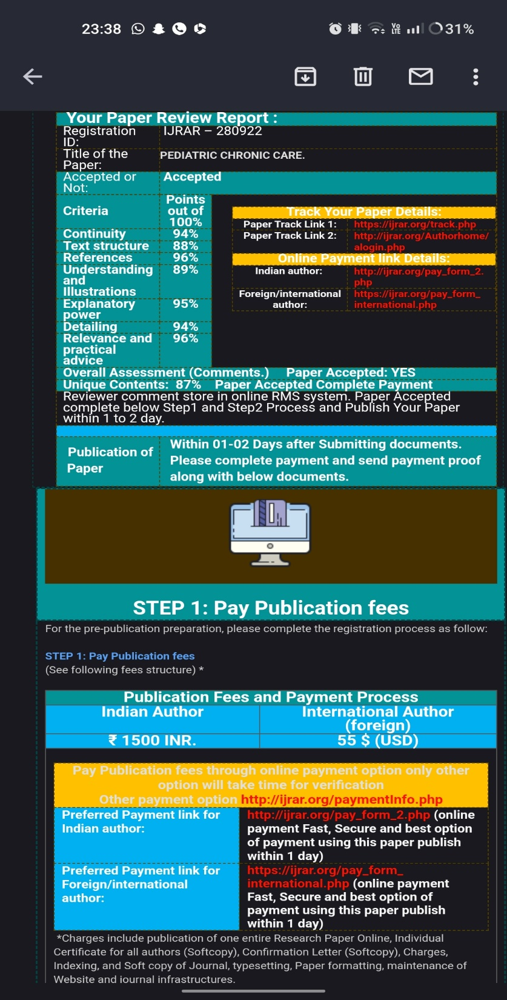 23:38
Vo LTE
31%
Your Paper Review Report :
Registration ID:
IJRAR – 280922
Title of the Paper:
PEDIATRIC CHRONIC CARE.
Accepted or Not:
Accepted
Criteria
Points out of 100%
Continuity 94%
Text structure 88%
References 96%
Understanding and Illustrations 89%
Explanatory power 95%
Detailing 94%
Relevance and practical advice 96%
Track Your Paper Details:
Paper Track Link 1: https://ijrar.org/track.php
Paper Track Link 2: http://ijrar.org/Authorhome/
alogin.php
Online Payment link Details:
Indian author: http://ijrar.org/pay_form_2.
php
Foreign/international author:
https://ijrar.org/pay_form_
international.php
Overall Assessment (Comments.) Paper Accepted: YES
Unique Contents: 87% Paper Accepted Complete Payment
Reviewer comment store in online RMS system. Paper Accepted
complete below Step1 and Step2 Process and Publish Your Paper
within 1 to 2 day.
Publication of Paper
Within 01-02 Days after Submitting documents.
Please complete payment and send payment proof
along with below documents.
STEP 1: Pay Publication fees
For the pre-publication preparation, please complete the registration process as follow:
STEP 1: Pay Publication fees
(See following fees structure) *
Publication Fees and Payment Process
Indian Author
International Author
(foreign)
₹ 1500 INR.
55 $ (USD)
Pay Publication fees through online payment option only other
option will take time for verification
Other payment option http://ijrar.org/paymentInfo.php
Preferred Payment link for
Indian author:
http://ijrar.org/pay_form_2.php (online
payment Fast, Secure and best option
of payment using this paper publish
within 1 day)
Preferred Payment link for
Foreign/international
author:
https://ijrar.org/pay_form_
international.php (online payment
Fast, Secure and best option of
payment using this paper publish
within 1 day)
*Charges include publication of one entire Research Paper Online, Individual
Certificate for all authors (Softcopy), Confirmation Letter (Softcopy), Charges,
Indexing, and Soft copy of Journal, typesetting, Paper formatting, maintenance of
Website and journal infrastructures.